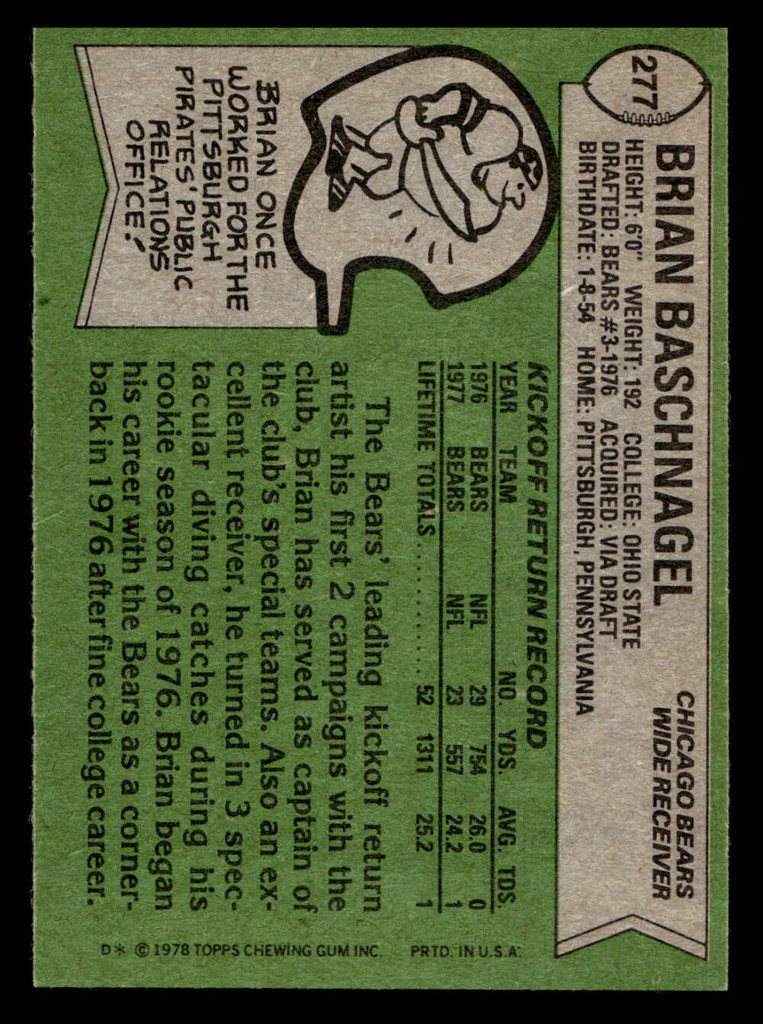 277
BRIAN BASCHNAGEL
CHICAGO BEARS
WIDE RECEIVER
HEIGHT: 6'0" WEIGHT: 192 COLLEGE: OHIO STATE
DRAFTED: BEARS #3-1976 ACQUIRED: VIA DRAFT
BIRTHDATE: 1-8-54 HOME: PITTSBURGH, PENNSYLVANIA
BRIAN ONCE
WORKED FOR THE
PITTSBURGH
PIRATES' PUBLIC
RELATIONS
OFFICE!
KICKOFF RETURN RECORD
YEAR TEAM NO. YDS. AVG. TDS.
1976 BEARS NFL 29 754 26.0 0
1977 BEARS NFL 23 557 24.2 1
LIFETIME TOTALS .......... 52 1311 25.2 1
The Bears' leading kickoff return
artist his first 2 campaigns with the
club, Brian has served as captain of
the club's special teams. Also an ex-
cellent receiver, he turned in 3 spec-
tacular diving catches during his
rookie season of 1976. Brian began
his career with the Bears as a corner-
back in 1976 after fine college career.
D* © 1978 TOPPS CHEWING GUM INC. PRTD. IN U.S.A.